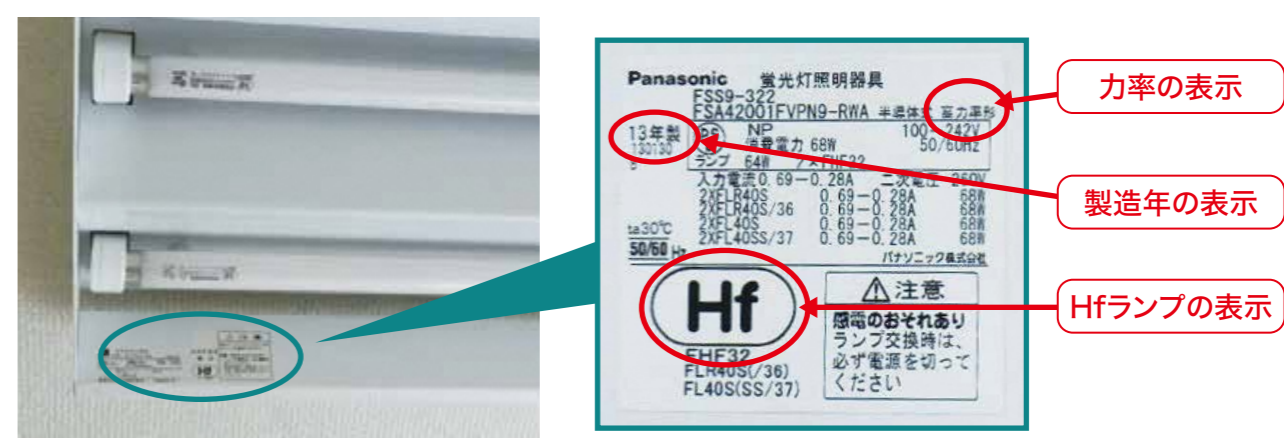 Panasonic 蛍光灯照明器具
FSS9-322
FSA42001FVPN9-RWA 半導体式 高力率形
13年製 NP 100-242V
130130 消費電力 68W 50/60Hz
ランプ 64W
入力電流0.69-0.28A 二次電圧 260V
2XFLR40S 0.69-0.28A 68W
2XFLR40S/36 0.69-0.28A 68W
2XFL40S 0.69-0.28A 68W
2XFL40SS/37 0.69-0.28A 68W
ta30℃
50/60 Hz
パナソニック株式会社
Hf
FHF32
FLR40S(/36)
FL40S(SS/37)
⚠注意
感電のおそれあり
ランプ交換時は、
必ず電源を切って
ください
力率の表示
製造年の表示
Hfランプの表示
Hf